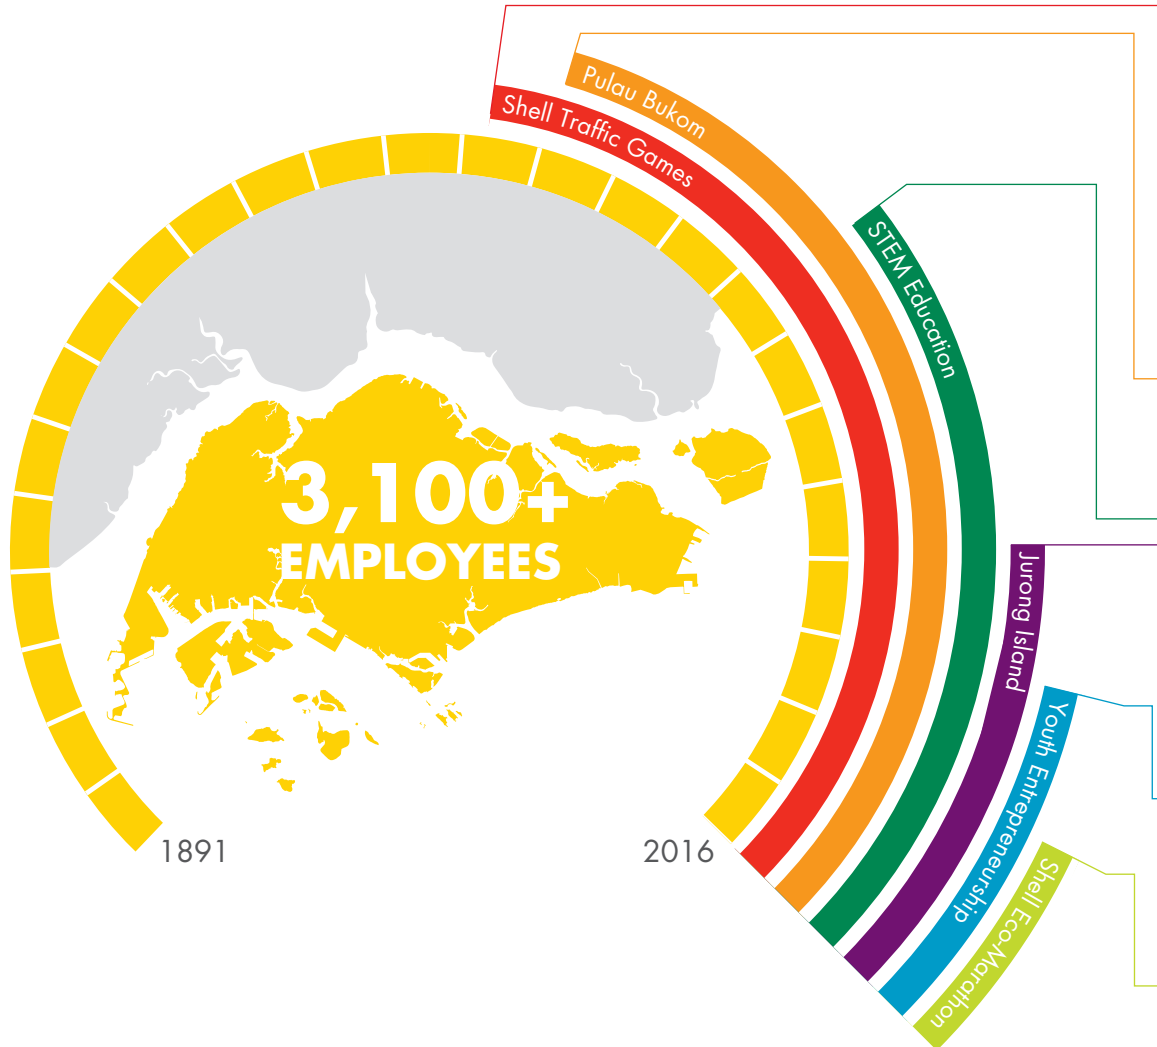 Pulau Bukom
Shell Traffic Games
STEM Education
3,100+
EMPLOYEES
Jurong Island
Youth Entrepreneurship
Shell Eco-Marathon
1891
2016